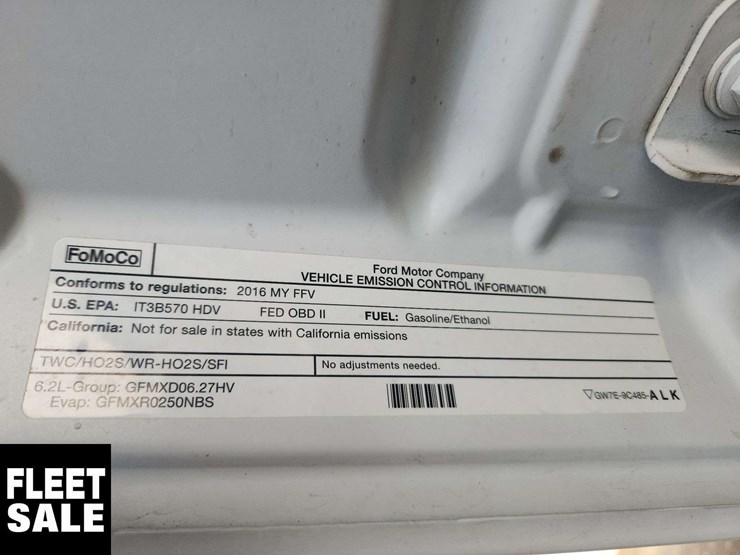 FoMoCo
Ford Motor Company
VEHICLE EMISSION CONTROL INFORMATION
Conforms to regulations: 2016 MY FFV
U.S. EPA: IT3B570 HDV FED OBD II FUEL: Gasoline/Ethanol
California: Not for sale in states with California emissions
TWC/HO2S/WR-HO2S/SFI No adjustments needed.
6.2L-Group: GFMXD06.27HV
Evap: GFMXR0250NBS
GW7E-9C485-ALK
FLEET
SALE